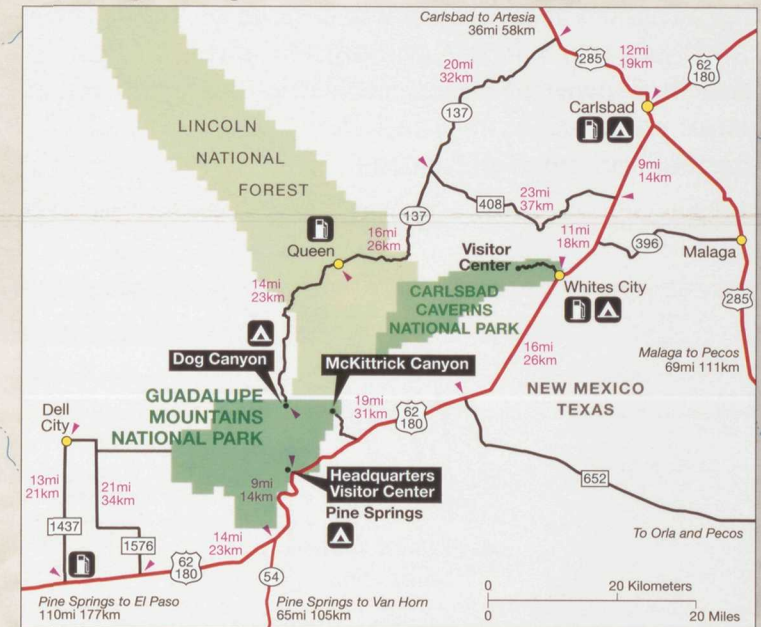 Carlsbad to Artesia
36mi 58km
20mi
32km
285
12mi
19km
62
180
137
Carlsbad
LINCOLN
NATIONAL
FOREST
9mi
14km
23mi
37km
408
137
16mi
26km
11mi
18km
396
Queen
Visitor
Center
Malaga
Whites City
14mi
23km
CARLSBAD
CAVERNS
NATIONAL PARK
285
16mi
26km
Malaga to Pecos
69mi 111km
Dog Canyon
McKittrick Canyon
NEW MEXICO
TEXAS
GUADALUPE
MOUNTAINS
NATIONAL PARK
19mi
31km
62
180
Dell
City
Headquarters
Visitor Center
Pine Springs
9mi
14km
652
13mi
21km
21mi
34km
1437
1576
14mi
23km
62
180
54
To Orla and Pecos
0
20 Kilometers
0
20 Miles
Pine Springs to El Paso
110mi 177km
Pine Springs to Van Horn
65mi 105km